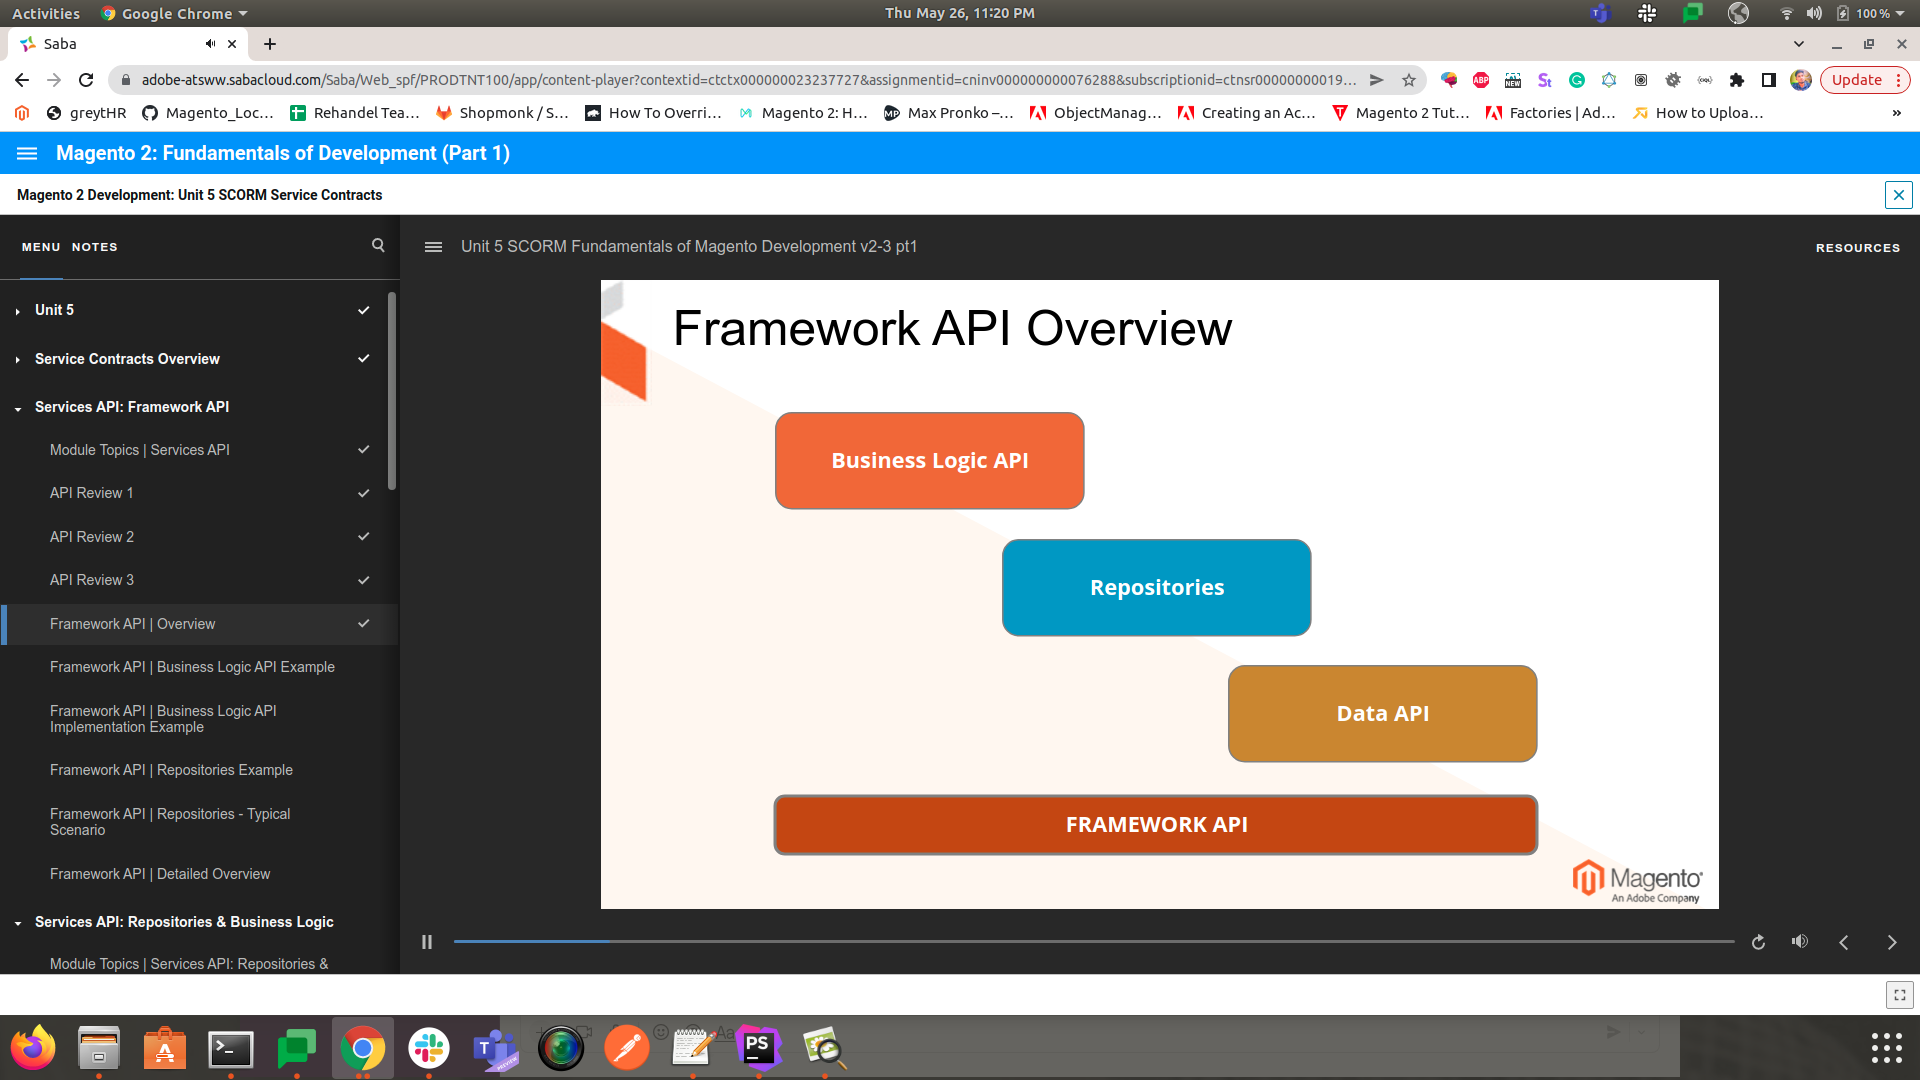 Activities
Google Chrome
Thu May 26, 11:20 PM
100 %
Saba
adobe-atsww.sabacloud.com/Saba/Web_spf/PRODTNT100/app/content-player?contextid=ctctx000000023237727&assignmentid=cninv000000000076288&subscriptionid=ctnsr00000000019...
ABP
NEW
St
Update
greytHR
Magento_Loc...
Rehandel Tea...
Shopmonk / S...
How To Overri...
Magento 2: H...
Max Pronko –...
ObjectManag...
Creating an Ac...
Magento 2 Tut...
Factories | Ad...
How to Uploa...
»
Magento 2: Fundamentals of Development (Part 1)
Magento 2 Development: Unit 5 SCORM Service Contracts
MENU
NOTES
Unit 5 SCORM Fundamentals of Magento Development v2-3 pt1
RESOURCES
Unit 5
Service Contracts Overview
Services API: Framework API
Module Topics | Services API
API Review 1
API Review 2
API Review 3
Framework API | Overview
Framework API | Business Logic API Example
Framework API | Business Logic API
Implementation Example
Framework API | Repositories Example
Framework API | Repositories - Typical
Scenario
Framework API | Detailed Overview
Services API: Repositories & Business Logic
Module Topics | Services API: Repositories &
Framework API Overview
Business Logic API
Repositories
Data API
FRAMEWORK API
Magento
An Adobe Company
PS